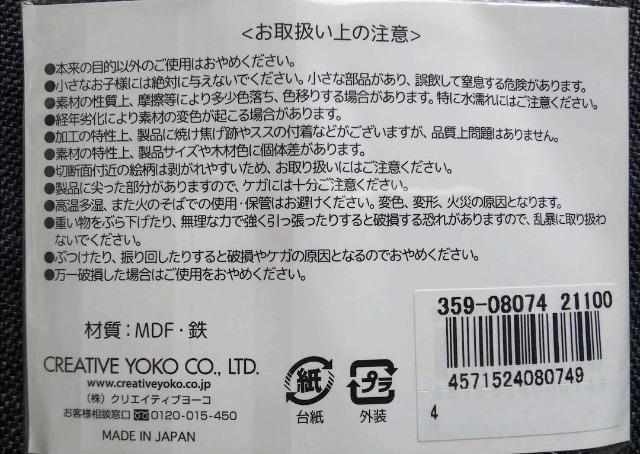 <お取扱い上の注意>
●本来の目的以外のご使用はおやめください。
●小さなお子様には絶対に与えないでください。小さな部品があり、誤飲して窒息する危険があります。
●素材の性質上、摩擦等により多少色落ち、色移りする場合があります。特に水濡れにはご注意ください。
●経年劣化により素材の変色が起こる場合があります。
●加工の特性上、製品に焼け焦げ跡やススの付着などがございますが、品質上問題はありません。
●素材の特性上、製品サイズや木材色に個体差があります。
●切断面付近の絵柄は剥がれやすいため、お取り扱いにはご注意ください。
●製品に尖った部分がありますので、ケガには十分ご注意ください。
●高温多湿、また火のそばでの使用・保管はお避けください。変色、変形、火災の原因となります。
●重い物をぶら下げたり、無理な力で強く引っ張ったりすると破損する恐れがありますので、乱暴に取り扱わ
ないでください。
●ぶつけたり、振り回したりすると破損やケガの原因となるのでおやめください。
●万一破損した場合はご使用をおやめください。
材質：MDF・鉄
CREATIVE YOKO CO., LTD.
www.creativeyoko.co.jp
（株）クリエイティブヨーコ
お客様相談窓口 0120-015-450
MADE IN JAPAN
紙
台紙
プラ
外装
359-08074 21100
4571524080749
4